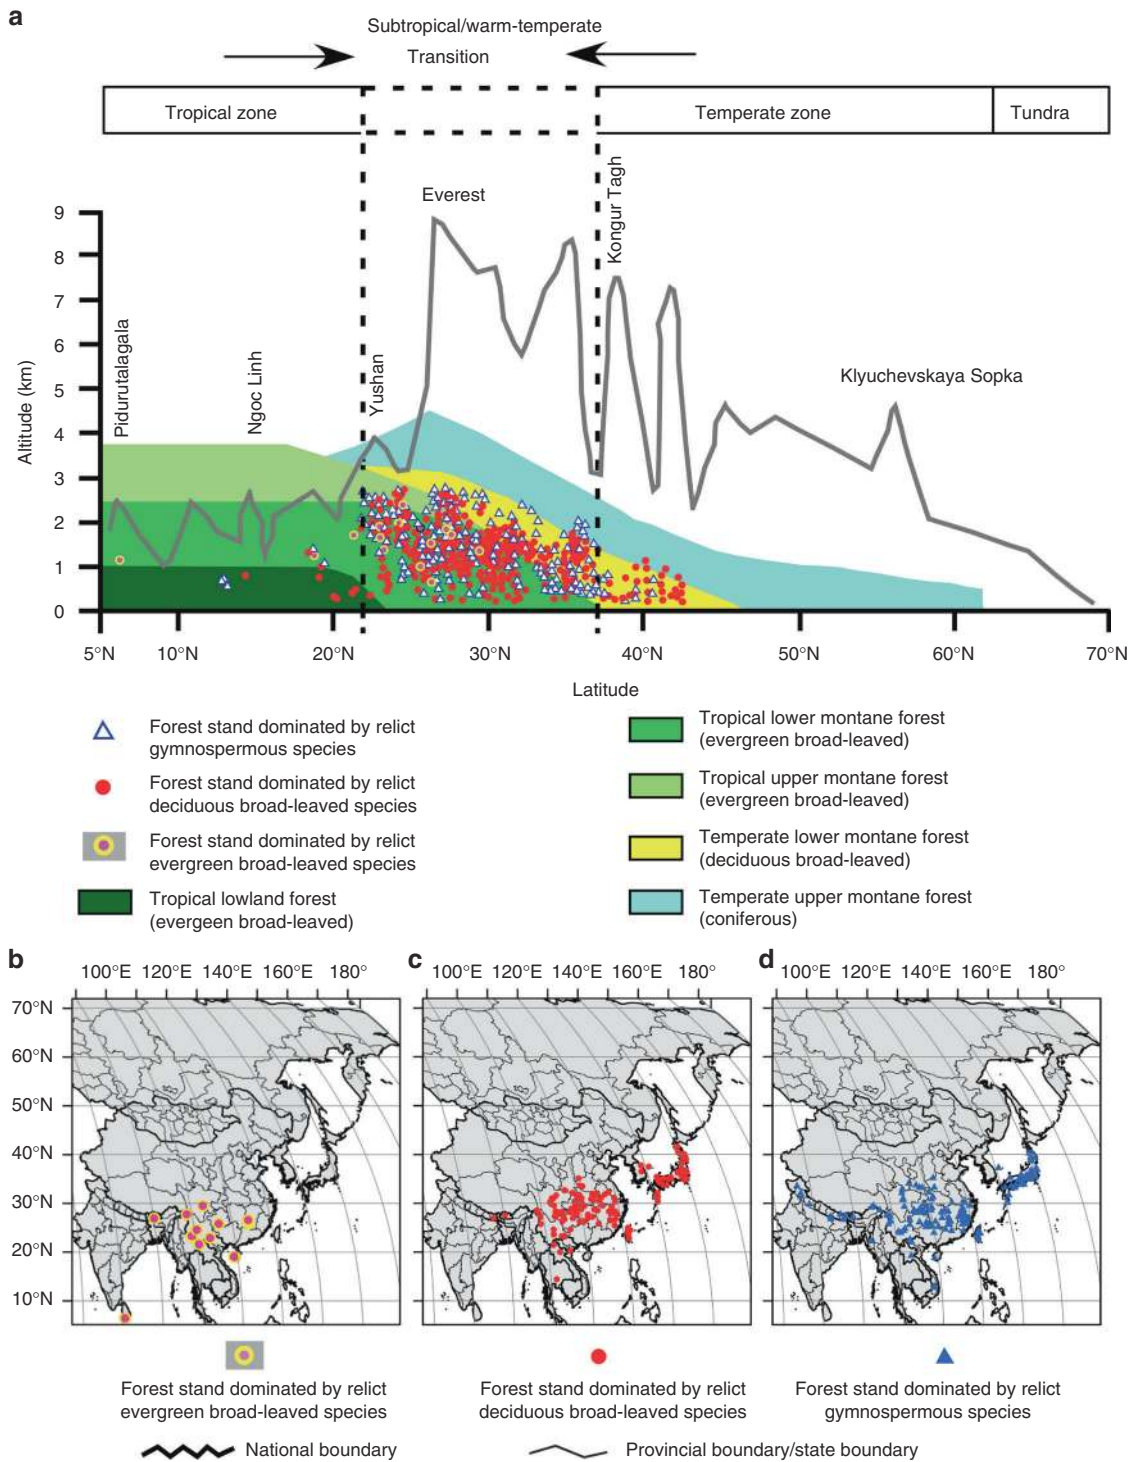 a
Subtropical/warm-temperate
Transition
Tropical zone
Temperate zone
Tundra
Everest
Kongur Tagh
Pidurutalagala
Ngoc Linh
Yushan
Klyuchevskaya Sopka
Altitude (km)
9
8
7
6
5
4
3
2
1
0
5°N 10°N 20°N 30°N 40°N 50°N 60°N 70°N
Latitude
Forest stand dominated by relict
gymnospermous species
Forest stand dominated by relict
deciduous broad-leaved species
Forest stand dominated by relict
evergreen broad-leaved species
Tropical lowland forest
(evergeen broad-leaved)
Tropical lower montane forest
(evergreen broad-leaved)
Tropical upper montane forest
(evergreen broad-leaved)
Temperate lower montane forest
(deciduous broad-leaved)
Temperate upper montane forest
(coniferous)
b
100°E 120°E 140°E 160°E 180°
c
100°E 120°E 140°E 160°E 180°
d
100°E 120°E 140°E 160°E 180°
70°N
60°N
50°N
40°N
30°N
20°N
10°N
Forest stand dominated by relict
evergreen broad-leaved species
Forest stand dominated by relict
deciduous broad-leaved species
Forest stand dominated by relict
gymnospermous species
National boundary
Provincial boundary/state boundary